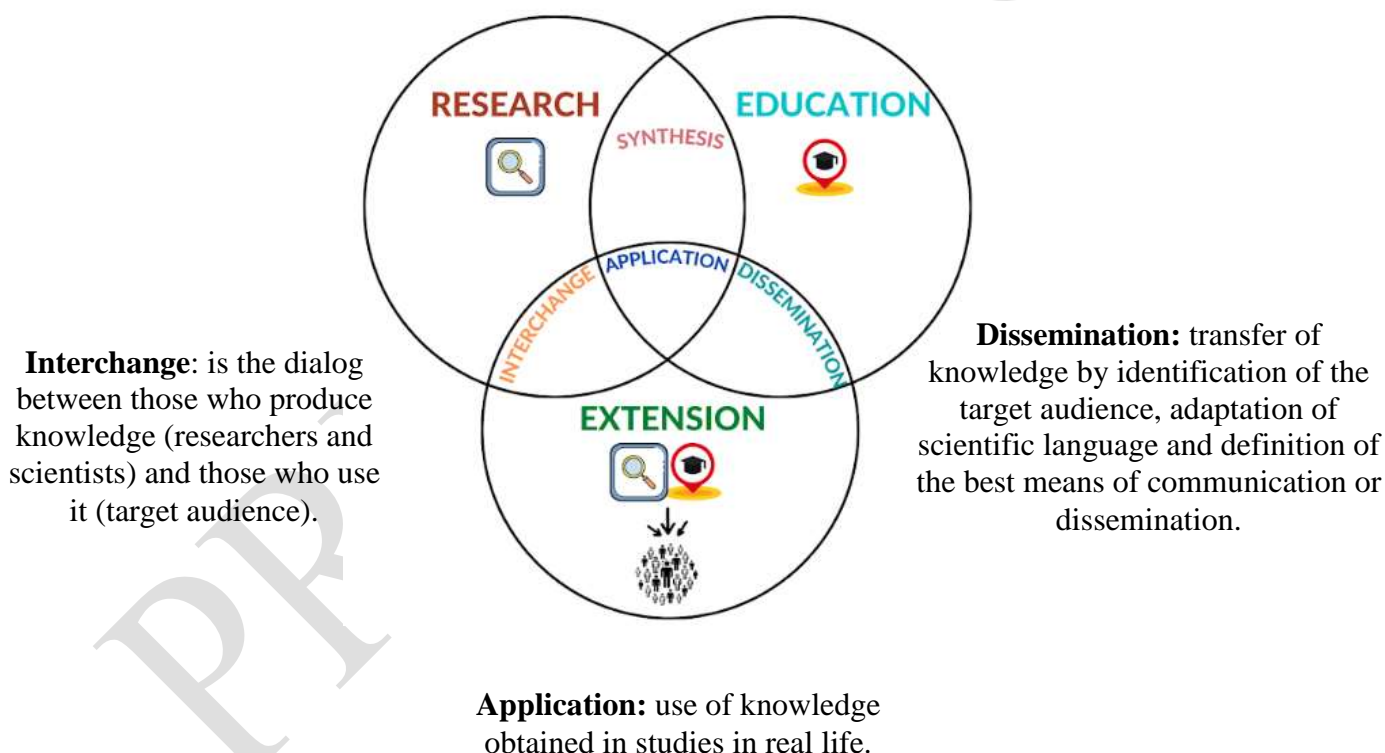 RESEARCH
EDUCATION
SYNTHESIS
INTERCHANGE
APPLICATION
DISSEMINATION
EXTENSION
Interchange: is the dialog
between those who produce
knowledge (researchers and
scientists) and those who use
it (target audience).
Dissemination: transfer of
knowledge by identification of the
target audience, adaptation of
scientific language and definition of
the best means of communication or
dissemination.
Application: use of knowledge
obtained in studies in real life.